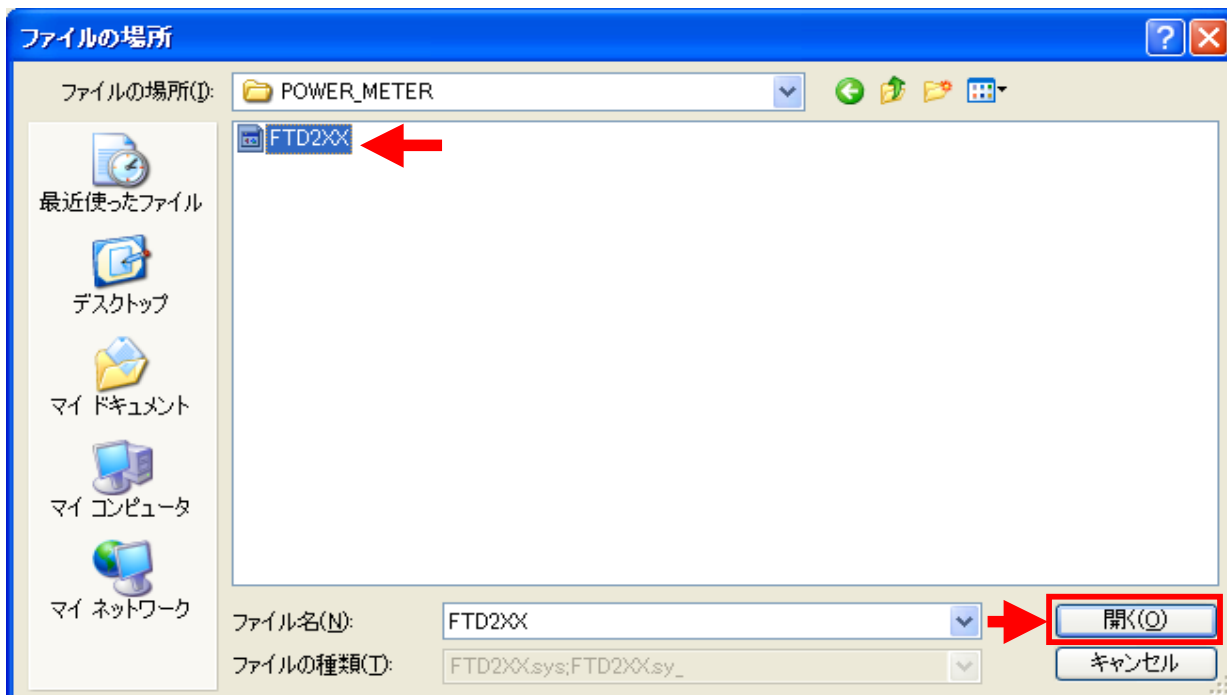 ファイルの場所
ファイルの場所(I):
POWER_METER
FTD2XX
最近使ったファイル
デスクトップ
マイ ドキュメント
マイ コンピュータ
マイ ネットワーク
ファイル名(N):
FTD2XX
開く(O)
ファイルの種類(T):
FTD2XX.sys;FTD2XX.sy_
キャンセル